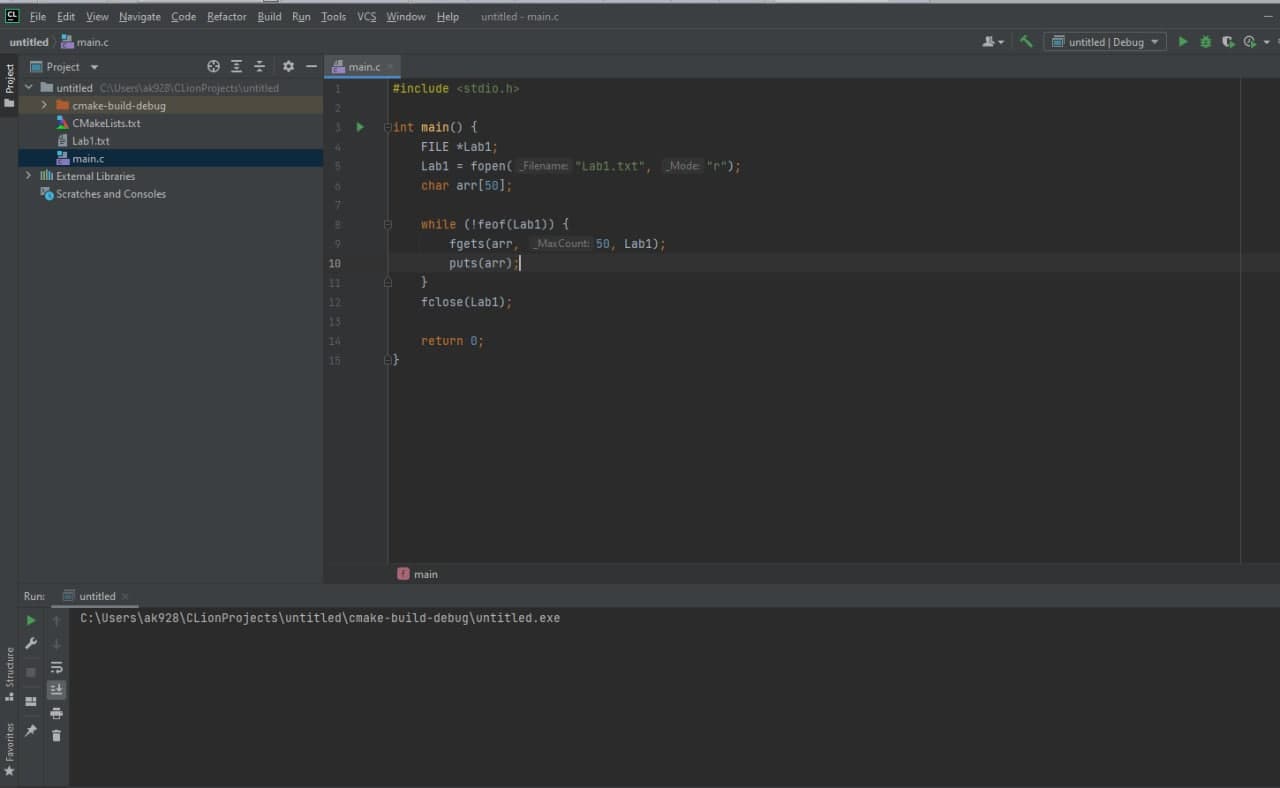 CL File Edit View Navigate Code Refactor Build Run Tools VCS Window Help untitled - main.c
untitled main.c untitled | Debug
Project
Project
main.c
untitled C:\Users\ak928\CLionProjects\untitled
cmake-build-debug
CMakeLists.txt
Lab1.txt
main.c
External Libraries
Scratches and Consoles
1 #include <stdio.h>
2
3 int main() {
4 FILE *Lab1;
5 Lab1 = fopen( _Filename: "Lab1.txt", _Mode: "r");
6 char arr[50];
7
8 while (!feof(Lab1)) {
9 fgets(arr, _MaxCount: 50, Lab1);
10 puts(arr);
11 }
12 fclose(Lab1);
13
14 return 0;
15 }
f main
Run: untitled
C:\Users\ak928\CLionProjects\untitled\cmake-build-debug\untitled.exe
Structure
Favorites